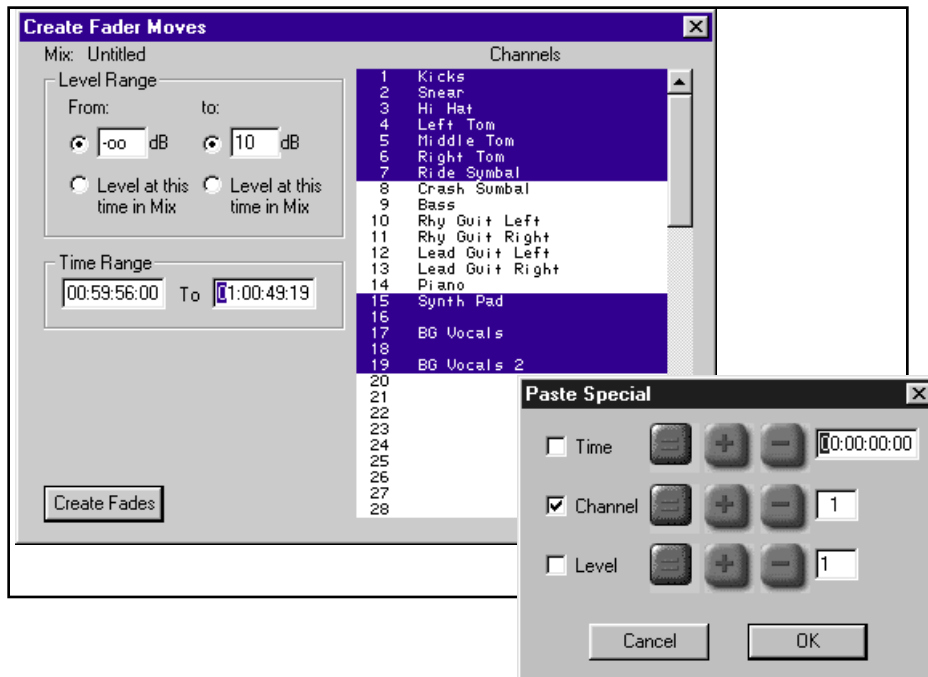 Create Fader Moves
Mix: Untitled
Channels
Level Range
From: to:
-oo dB 10 dB
Level at this time in Mix
Level at this time in Mix
Time Range
00:59:56:00 To 01:00:49:19
Create Fades
1 Kicks
2 Snear
3 Hi Hat
4 Left Tom
5 Middle Tom
6 Right Tom
7 Ride Symbal
8 Crash Sumbal
9 Bass
10 Rhy Guit Left
11 Rhy Guit Right
12 Lead Guit Left
13 Lead Guit Right
14 Piano
15 Synth Pad
16
17 BG Vocals
18
19 BG Vocals 2
20
21
22
23
24
25
26
27
28
Paste Special
Time = + - 00:00:00:00
Channel = + - 1
Level = + - 1
Cancel OK